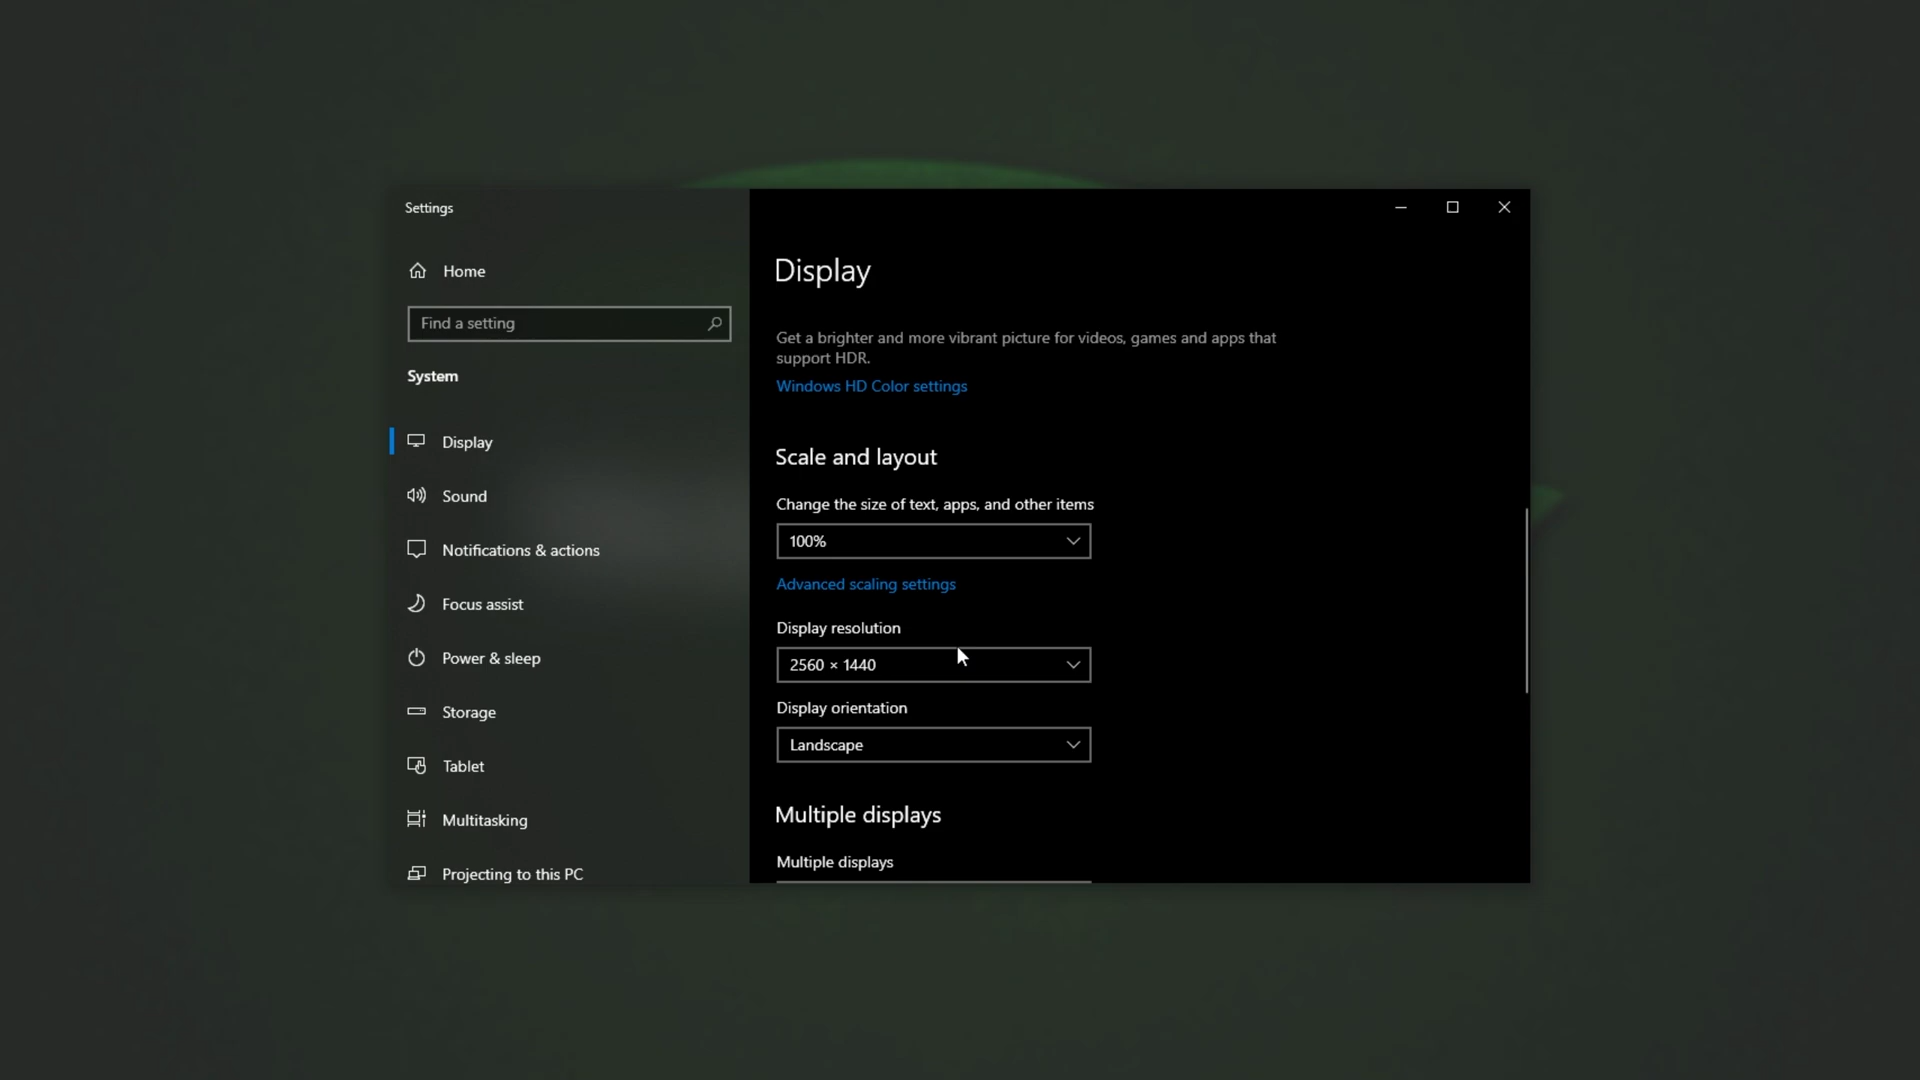 Settings
Home
Find a setting
System
Display
Sound
Notifications & actions
Focus assist
Power & sleep
Storage
Tablet
Multitasking
Projecting to this PC
Display
Get a brighter and more vibrant picture for videos, games and apps that
support HDR.
Windows HD Color settings
Scale and layout
Change the size of text, apps, and other items
100%
Advanced scaling settings
Display resolution
2560 × 1440
Display orientation
Landscape
Multiple displays
Multiple displays